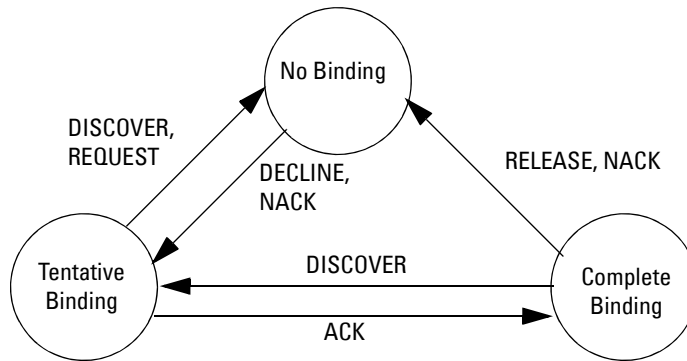 No Binding
DISCOVER,
REQUEST
DECLINE,
NACK
RELEASE, NACK
Tentative
Binding
DISCOVER
Complete
Binding
ACK